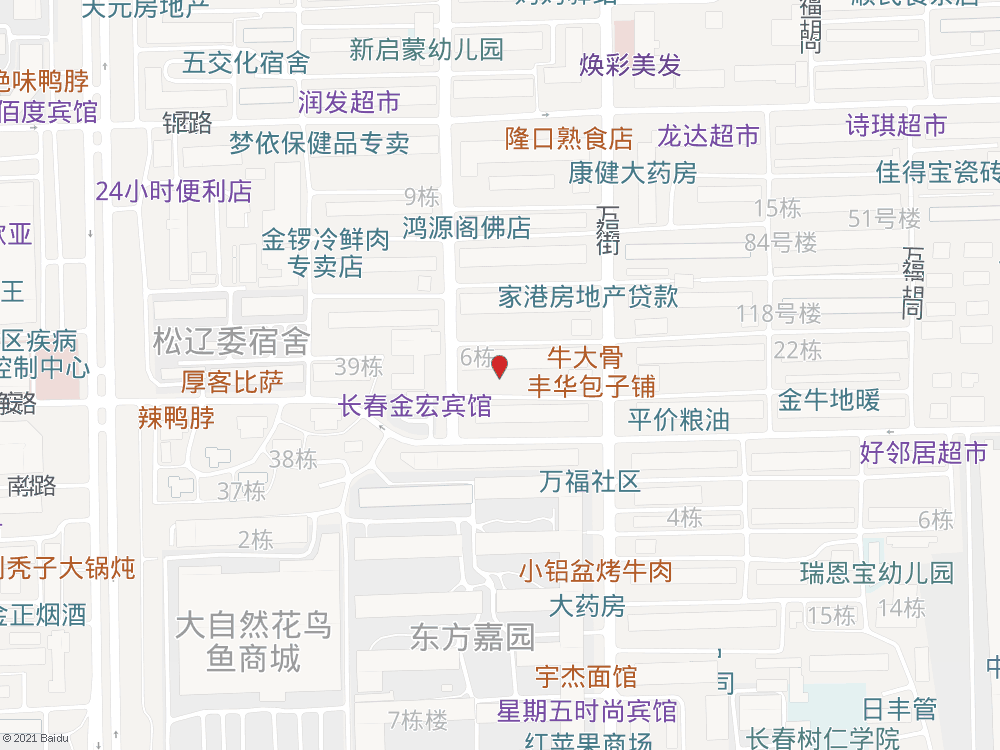 天元房地产
万福胡同
五交化宿舍
新启蒙幼儿园
焕彩美发
绝味鸭脖
佰度宾馆
润发超市
隆口熟食店
龙达超市
诗琪超市
梦依保健品专卖
康健大药房
佳得宝瓷砖
24小时便利店
9栋
15栋
51号楼
万福街
鸿源阁佛店
84号楼
金锣冷鲜肉
专卖店
万福胡同
王
家港房地产贷款
118号楼
区疾病
控制中心
松辽委宿舍
39栋
6栋
牛大骨
22栋
厚客比萨
丰华包子铺
长春金宏宾馆
金牛地暖
辣鸭脖
平价粮油
好邻居超市
38栋
万福社区
37栋
4栋
6栋
2栋
秃子大锅炖
小铝盆烤牛肉
瑞恩宝幼儿园
金正烟酒
大药房
15栋
14栋
大自然花鸟
鱼商城
东方嘉园
宇杰面馆
星期五时尚宾馆
7栋楼
日丰管
红苹果商场
长春树仁学院
© 2021 Baidu